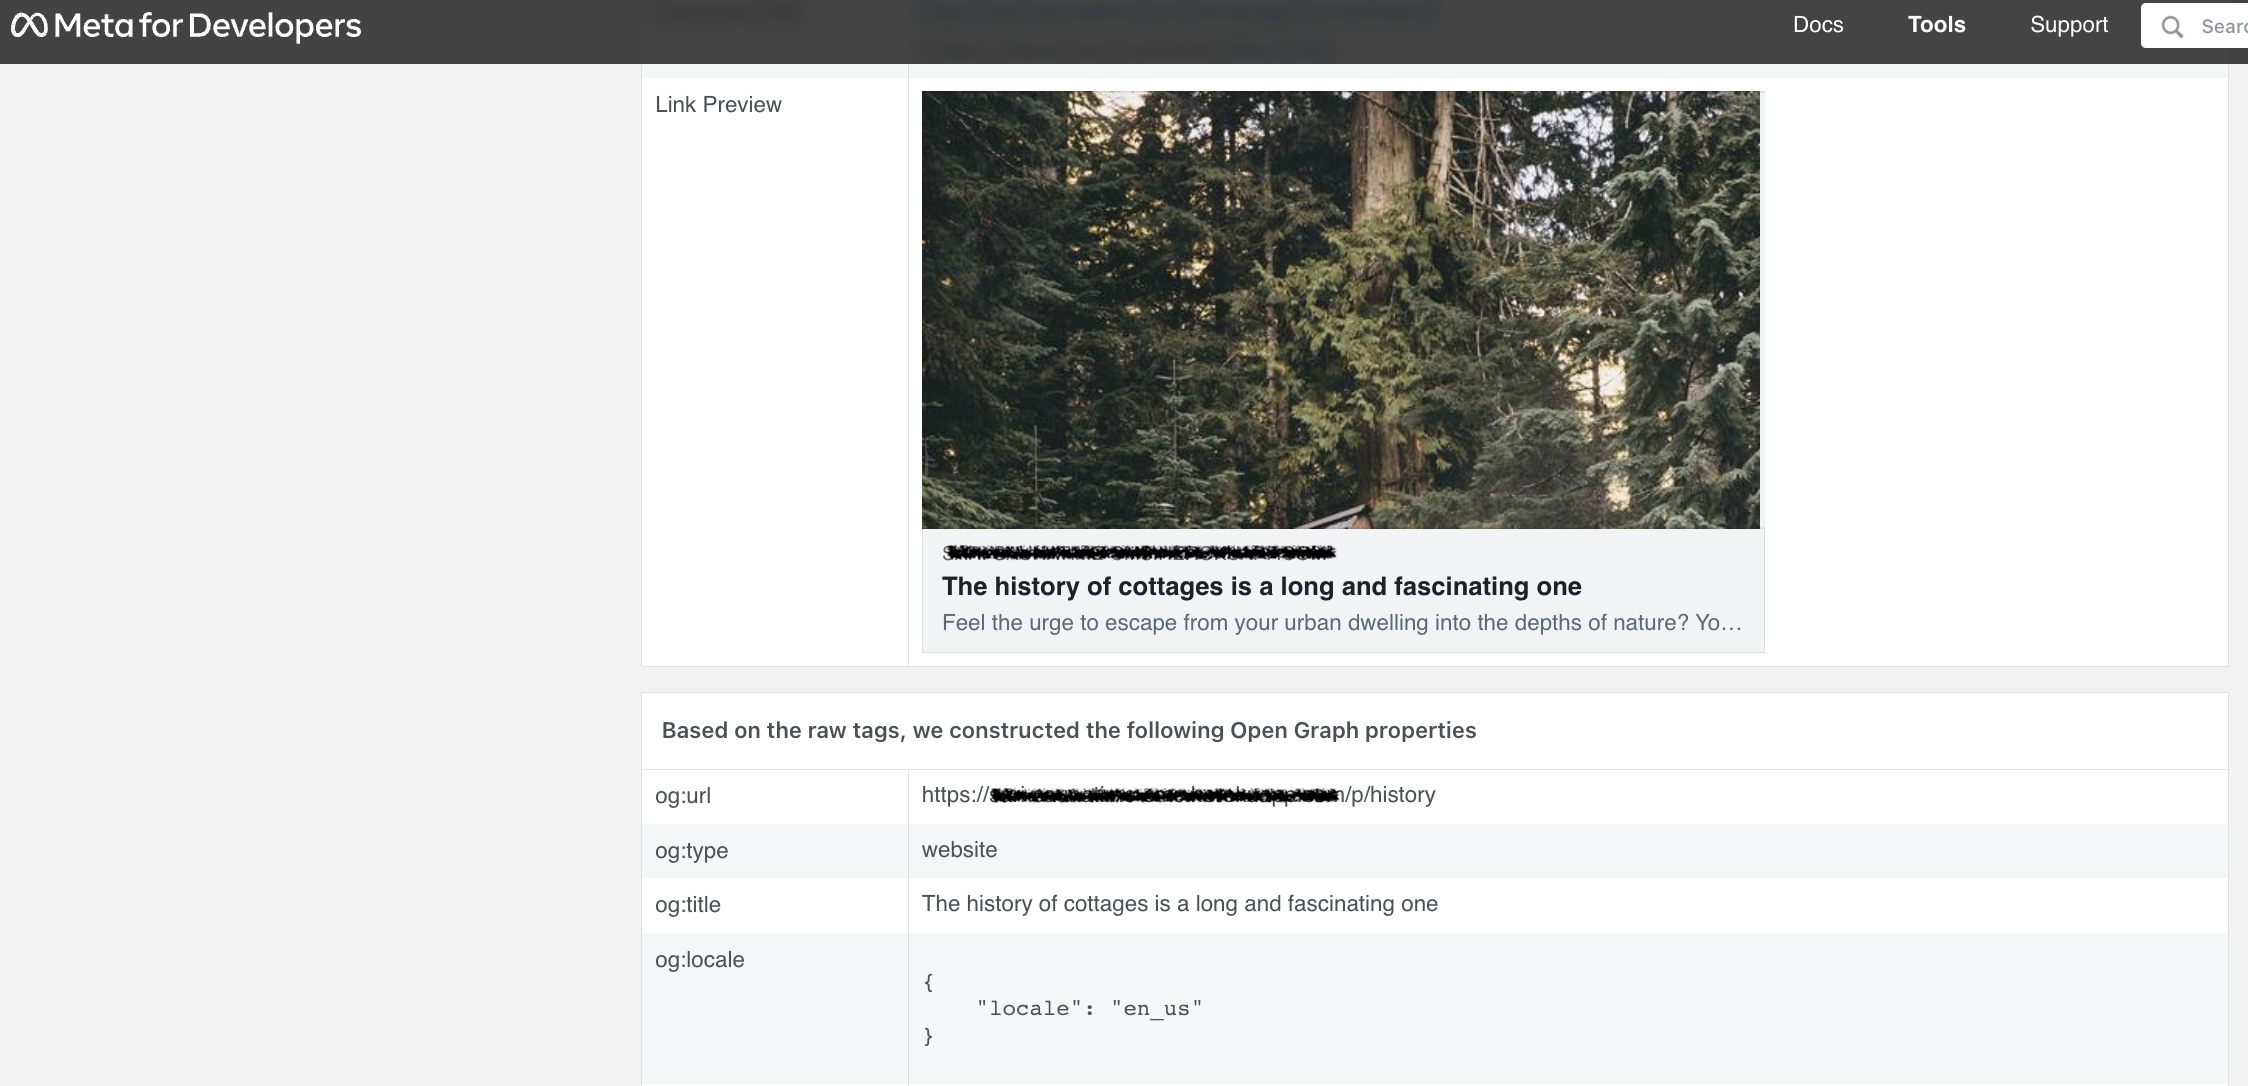 Meta for Developers
Docs
Tools
Support
Searc
Link Preview
The history of cottages is a long and fascinating one
Feel the urge to escape from your urban dwelling into the depths of nature? Yo…
Based on the raw tags, we constructed the following Open Graph properties
og:url
https:///p/history
og:type
website
og:title
The history of cottages is a long and fascinating one
og:locale
{
"locale": "en_us"
}